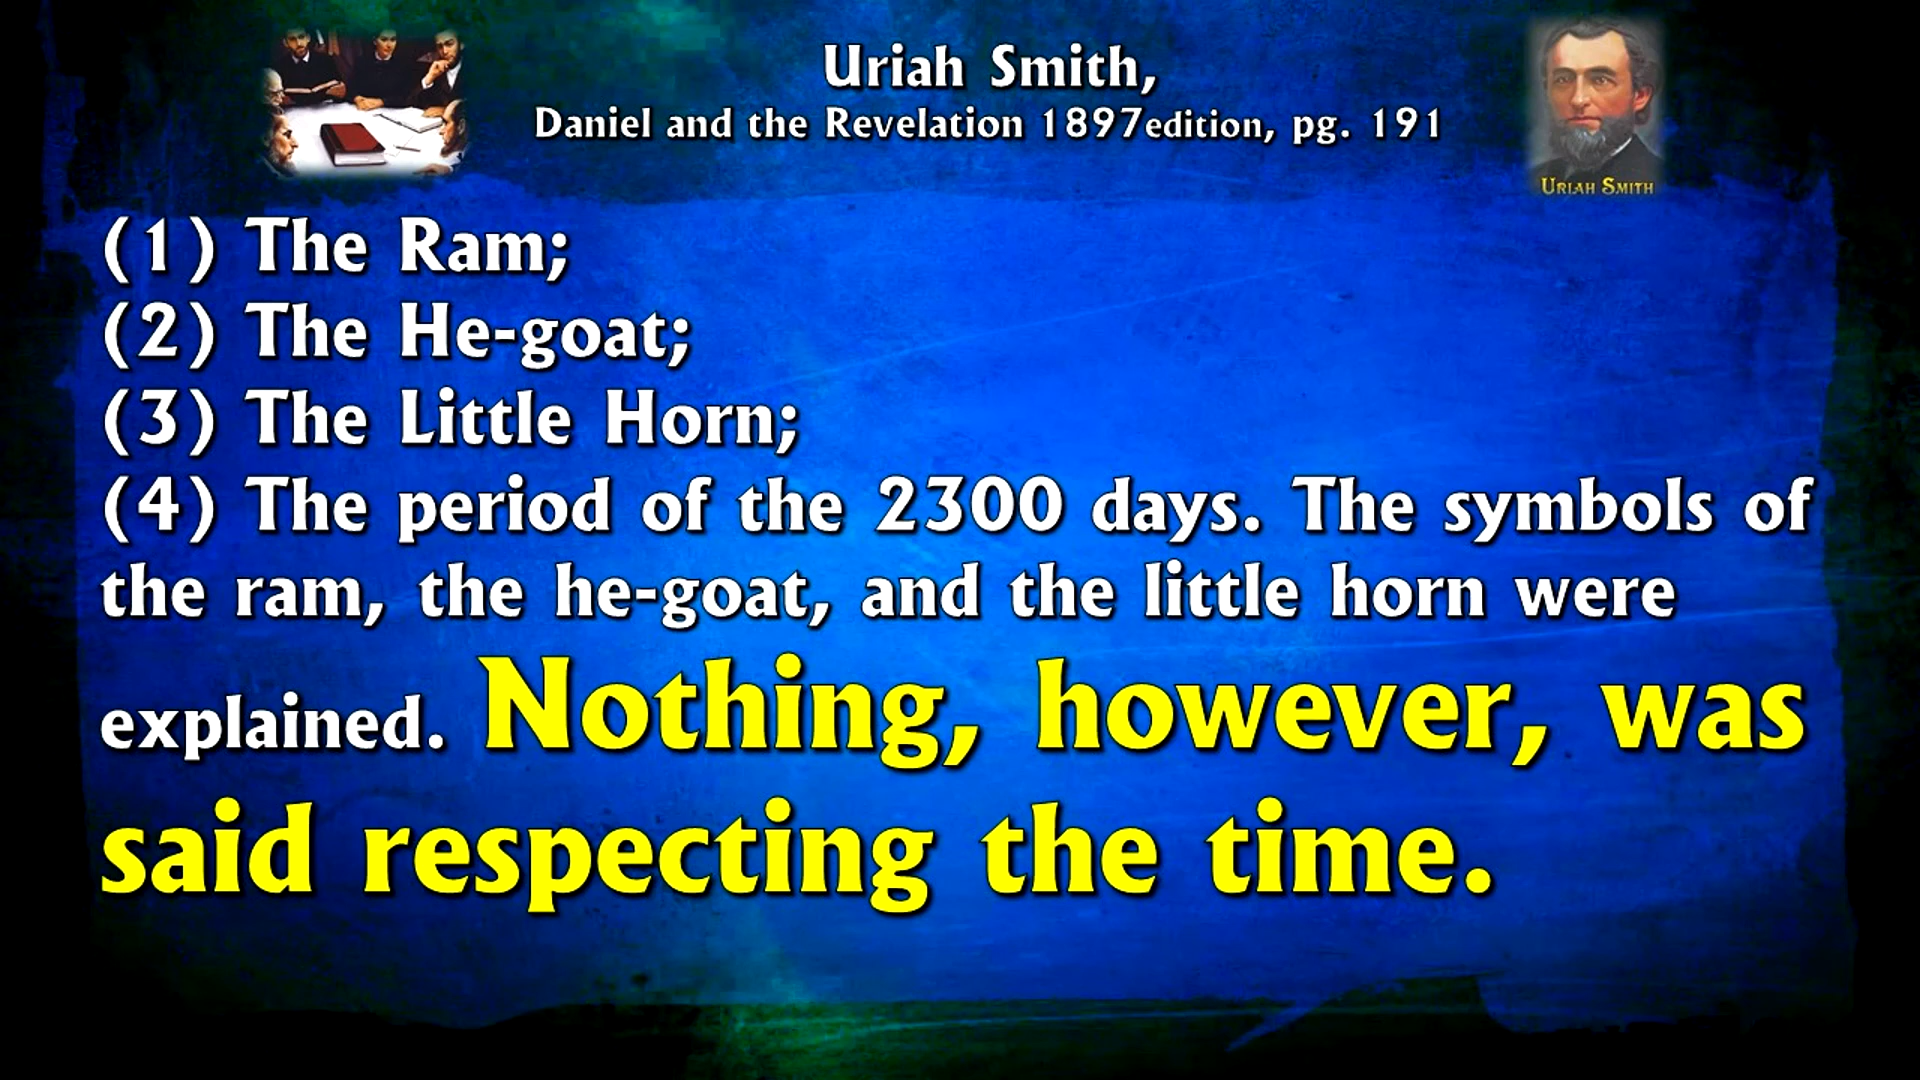 Uriah Smith,
Daniel and the Revelation 1897edition, pg. 191
URIAH SMITH
(1) The Ram;
(2) The He-goat;
(3) The Little Horn;
(4) The period of the 2300 days. The symbols of
the ram, the he-goat, and the little horn were
explained. Nothing, however, was
said respecting the time.